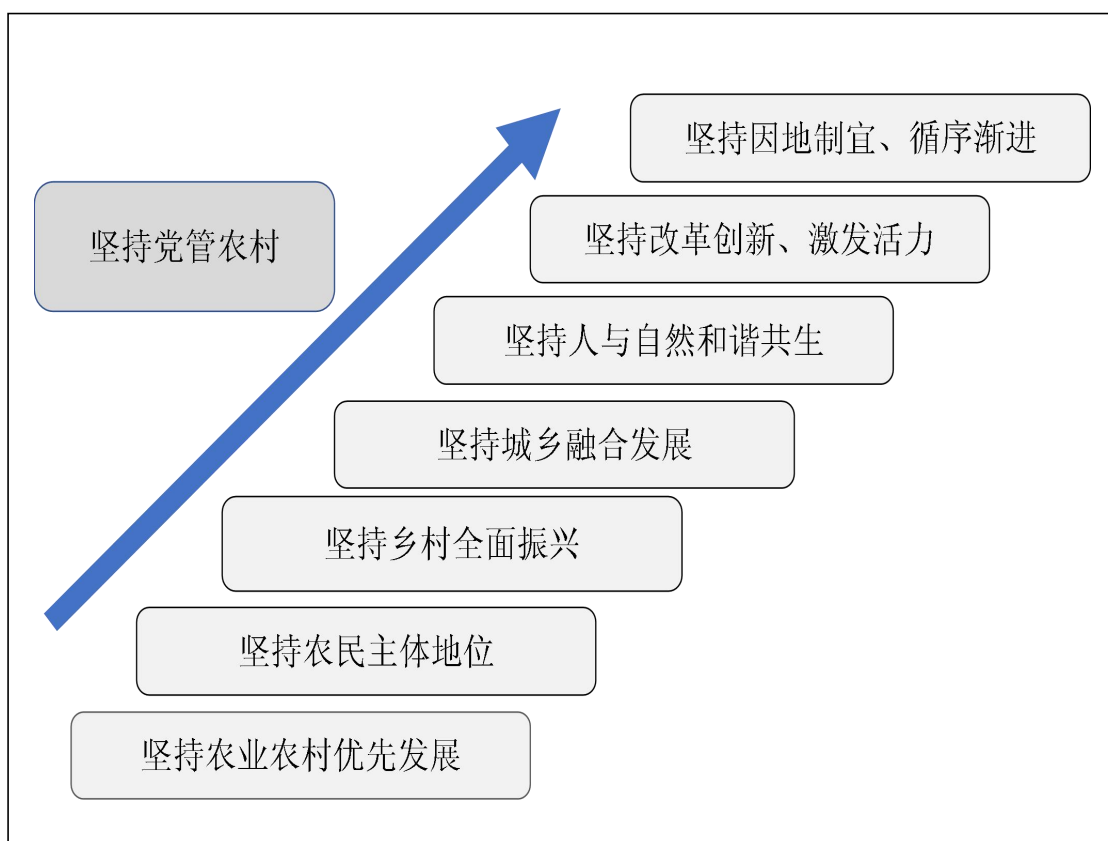 坚持因地制宜、循序渐进
坚持改革创新、激发活力
坚持党管农村
坚持人与自然和谐共生
坚持城乡融合发展
坚持乡村全面振兴
坚持农民主体地位
坚持农业农村优先发展